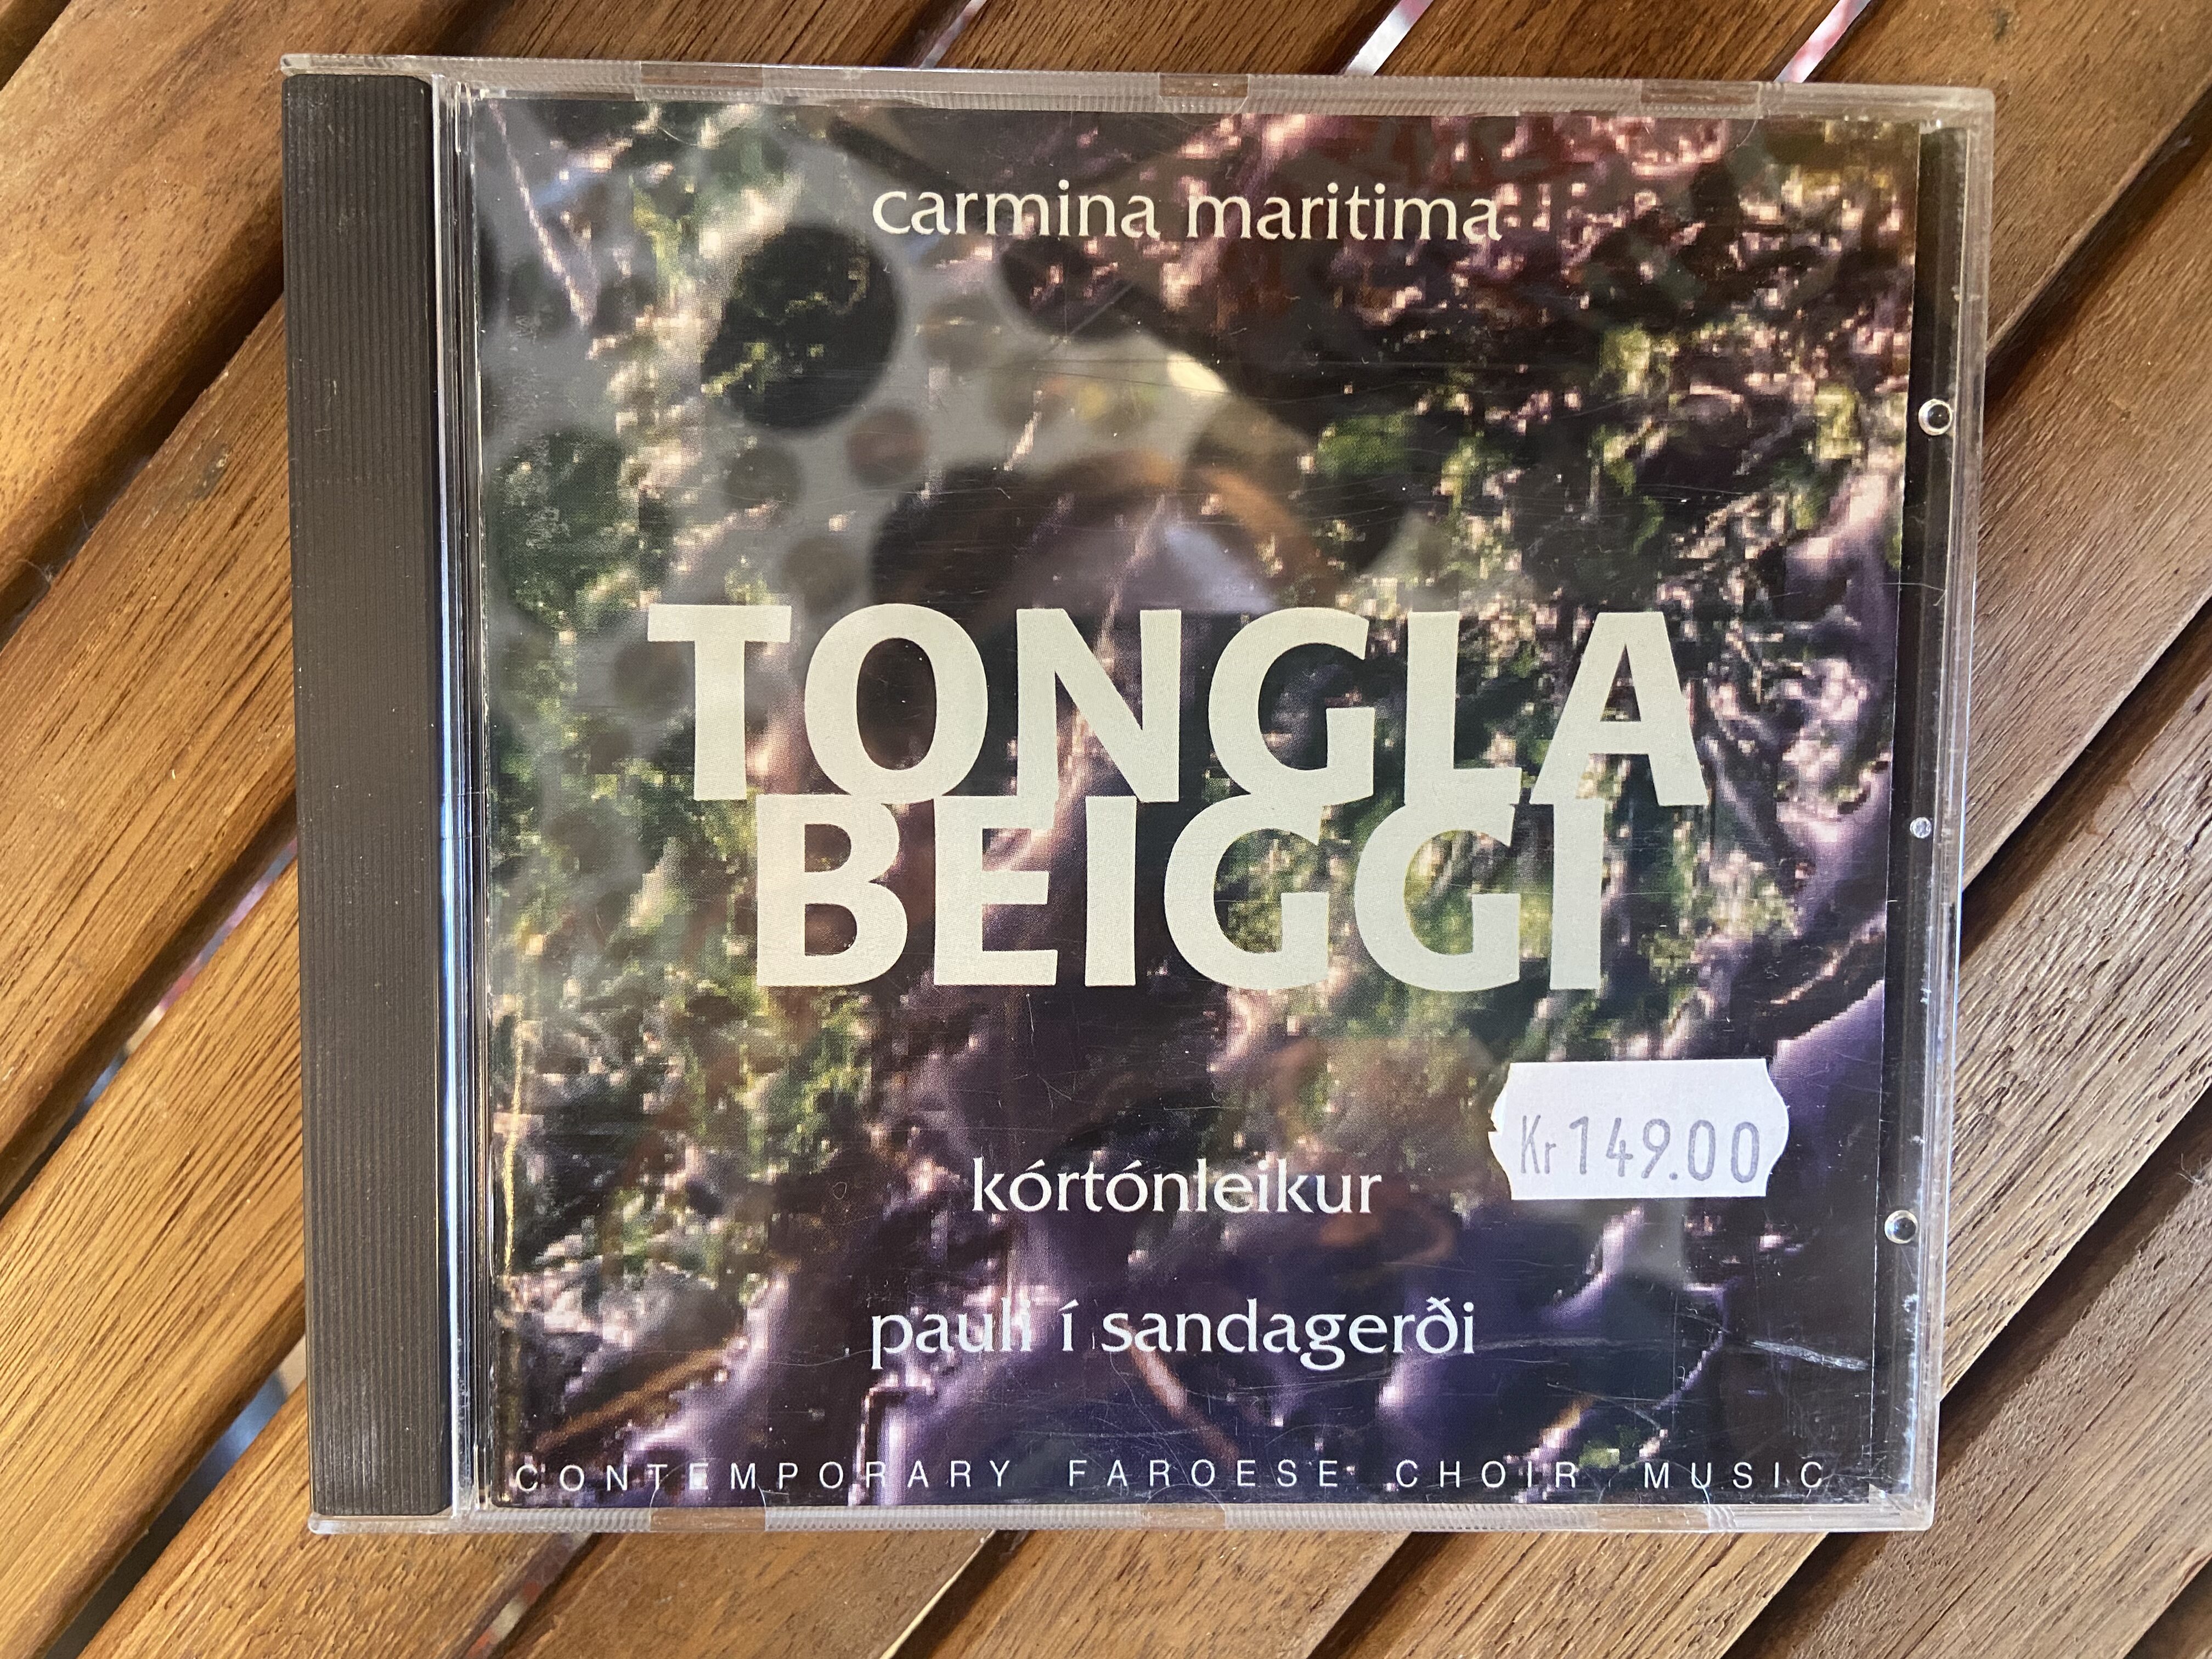 carmina maritima
TONGLA
BEIGGI
Kr 149.00
kórtónleikur
pauli í sandagerði
CONTEMPORARY FAROESE CHOIR MUSIC